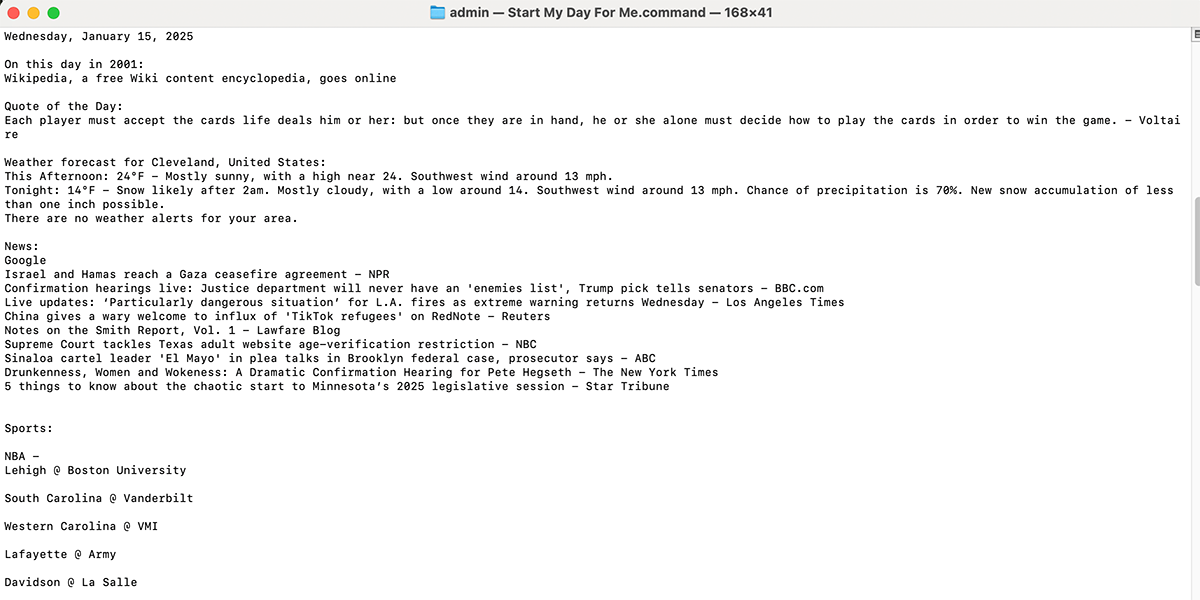 admin — Start My Day For Me.command — 168×41
Wednesday, January 15, 2025
On this day in 2001:
Wikipedia, a free Wiki content encyclopedia, goes online
Quote of the Day:
Each player must accept the cards life deals him or her: but once they are in hand, he or she alone must decide how to play the cards in order to win the game. – Voltai
re
Weather forecast for Cleveland, United States:
This Afternoon: 24°F – Mostly sunny, with a high near 24. Southwest wind around 13 mph.
Tonight: 14°F – Snow likely after 2am. Mostly cloudy, with a low around 14. Southwest wind around 13 mph. Chance of precipitation is 70%. New snow accumulation of less
than one inch possible.
There are no weather alerts for your area.
News:
Google
Israel and Hamas reach a Gaza ceasefire agreement – NPR
Confirmation hearings live: Justice department will never have an 'enemies list', Trump pick tells senators – BBC.com
Live updates: ‘Particularly dangerous situation’ for L.A. fires as extreme warning returns Wednesday – Los Angeles Times
China gives a wary welcome to influx of 'TikTok refugees' on RedNote – Reuters
Notes on the Smith Report, Vol. 1 – Lawfare Blog
Supreme Court tackles Texas adult website age-verification restriction – NBC
Sinaloa cartel leader 'El Mayo' in plea talks in Brooklyn federal case, prosecutor says – ABC
Drunkenness, Women and Wokeness: A Dramatic Confirmation Hearing for Pete Hegseth – The New York Times
5 things to know about the chaotic start to Minnesota’s 2025 legislative session – Star Tribune
Sports:
NBA –
Lehigh @ Boston University
South Carolina @ Vanderbilt
Western Carolina @ VMI
Lafayette @ Army
Davidson @ La Salle